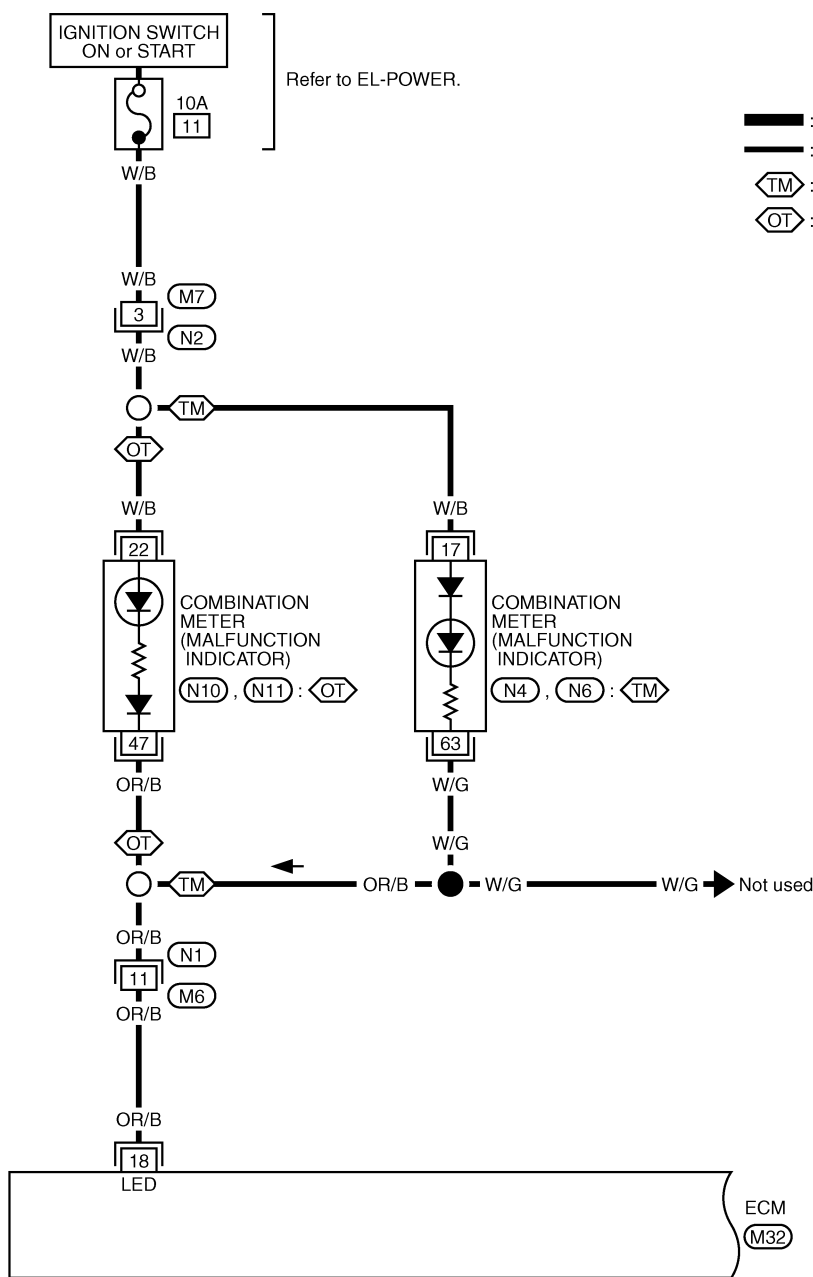 IGNITION SWITCH
ON or START
Refer to EL-POWER.
10A
11
:
:
TM :
OT :
W/B
W/B
M7
3
N2
W/B
TM
OT
W/B
W/B
22
17
COMBINATION
METER
(MALFUNCTION
INDICATOR)
N10 , N11 : OT
COMBINATION
METER
(MALFUNCTION
INDICATOR)
N4 , N6 : TM
47
63
OR/B
W/G
OT
W/G
TM
OR/B
W/G
W/G
Not used
OR/B
N1
11
M6
OR/B
OR/B
18
LED
ECM
M32